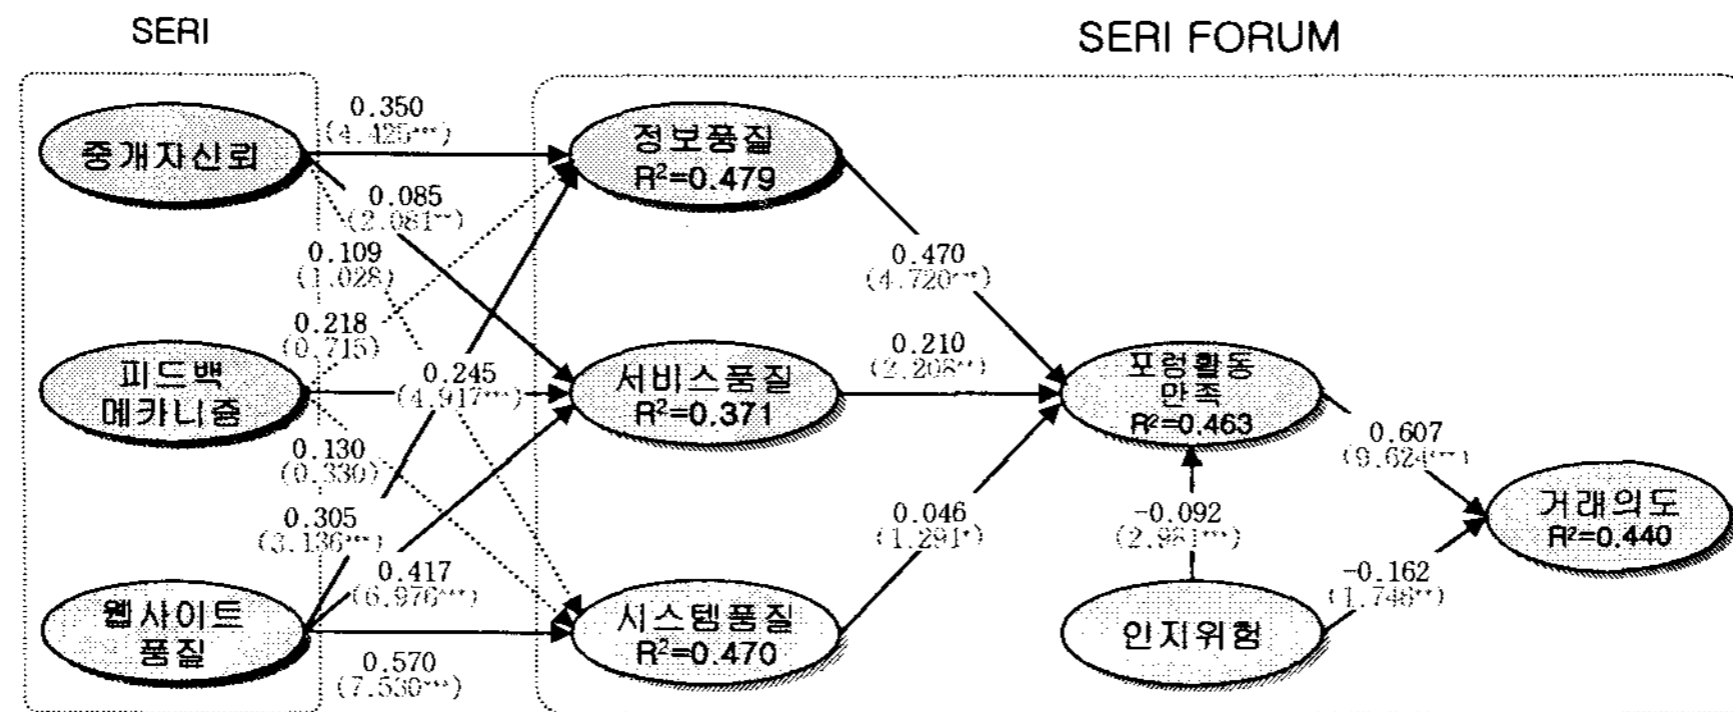 SERI
SERI FORUM
중개자신뢰
0.350
(4.425***)
정보품질
R²=0.479
0.085
(2.081**)
0.109
(1.028)
0.470
(4.720***)
0.218
(0.715)
피드백
메카니즘
0.245
(4.917***)
서비스품질
R²=0.371
0.210
(2.208**)
포럼활동
만족
R²=0.463
0.607
(9.624***)
0.130
(0.330)
0.305
(3.136***)
0.046
(1.291*)
-0.092
(2.981***)
거래의도
R²=0.440
0.417
(6.976***)
-0.162
(1.746**)
웹사이트
품질
0.570
(7.530***)
시스템품질
R²=0.470
인지위험